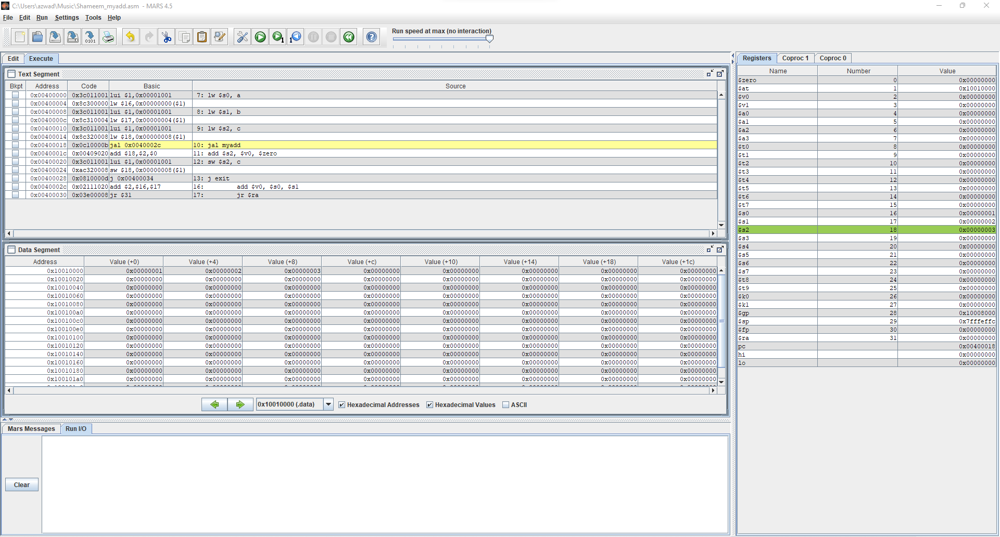 C:\Users\azwad\Music\Shameem_myadd.asm - MARS 4.5
File Edit Run Settings Tools Help
Run speed at max (no interaction)
Edit Execute
Text Segment
Bkpt Address Code Basic Source
0x00400000 0x3c011001 lui $1,0x00001001 7: lw $s0, a
0x00400004 0x8c300000 lw $16,0x00000000($1)
0x00400008 0x3c011001 lui $1,0x00001001 8: lw $s1, b
0x0040000c 0x8c310004 lw $17,0x00000004($1)
0x00400010 0x3c011001 lui $1,0x00001001 9: lw $s2, c
0x00400014 0x8c320008 lw $18,0x00000008($1)
0x00400018 0x0c10000b jal 0x0040002c 10: jal myadd
0x0040001c 0x00409020 add $18,$2,$0 11: add $s2, $v0, $zero
0x00400020 0x3c011001 lui $1,0x00001001 12: sw $s2, c
0x00400024 0xac320008 sw $18,0x00000008($1)
0x00400028 0x0810000d j 0x00400034 13: j exit
0x0040002c 0x02111020 add $2,$16,$17 16: add $v0, $s0, $s1
0x00400030 0x03e00008 jr $31 17: jr $ra
Data Segment
Address Value (+0) Value (+4) Value (+8) Value (+c) Value (+10) Value (+14) Value (+18) Value (+1c)
0x10010000 0x00000001 0x00000002 0x00000003 0x00000000 0x00000000 0x00000000 0x00000000 0x00000000
0x10010020 0x00000000 0x00000000 0x00000000 0x00000000 0x00000000 0x00000000 0x00000000 0x00000000
0x10010040 0x00000000 0x00000000 0x00000000 0x00000000 0x00000000 0x00000000 0x00000000 0x00000000
0x10010060 0x00000000 0x00000000 0x00000000 0x00000000 0x00000000 0x00000000 0x00000000 0x00000000
0x10010080 0x00000000 0x00000000 0x00000000 0x00000000 0x00000000 0x00000000 0x00000000 0x00000000
0x100100a0 0x00000000 0x00000000 0x00000000 0x00000000 0x00000000 0x00000000 0x00000000 0x00000000
0x100100c0 0x00000000 0x00000000 0x00000000 0x00000000 0x00000000 0x00000000 0x00000000 0x00000000
0x100100e0 0x00000000 0x00000000 0x00000000 0x00000000 0x00000000 0x00000000 0x00000000 0x00000000
0x10010100 0x00000000 0x00000000 0x00000000 0x00000000 0x00000000 0x00000000 0x00000000 0x00000000
0x10010120 0x00000000 0x00000000 0x00000000 0x00000000 0x00000000 0x00000000 0x00000000 0x00000000
0x10010140 0x00000000 0x00000000 0x00000000 0x00000000 0x00000000 0x00000000 0x00000000 0x00000000
0x10010160 0x00000000 0x00000000 0x00000000 0x00000000 0x00000000 0x00000000 0x00000000 0x00000000
0x10010180 0x00000000 0x00000000 0x00000000 0x00000000 0x00000000 0x00000000 0x00000000 0x00000000
0x100101a0 0x00000000 0x00000000 0x00000000 0x00000000 0x00000000 0x00000000 0x00000000 0x00000000
0x10010000 (.data) Hexadecimal Addresses Hexadecimal Values ASCII
Mars Messages Run I/O
Clear
Registers Coproc 1 Coproc 0
Name Number Value
$zero 0 0x00000000
$at 1 0x10010000
$v0 2 0x00000000
$v1 3 0x00000000
$a0 4 0x00000000
$a1 5 0x00000000
$a2 6 0x00000000
$a3 7 0x00000000
$t0 8 0x00000000
$t1 9 0x00000000
$t2 10 0x00000000
$t3 11 0x00000000
$t4 12 0x00000000
$t5 13 0x00000000
$t6 14 0x00000000
$t7 15 0x00000000
$s0 16 0x00000001
$s1 17 0x00000002
$s2 18 0x00000003
$s3 19 0x00000000
$s4 20 0x00000000
$s5 21 0x00000000
$s6 22 0x00000000
$s7 23 0x00000000
$t8 24 0x00000000
$t9 25 0x00000000
$k0 26 0x00000000
$k1 27 0x00000000
$gp 28 0x10008000
$sp 29 0x7fffeffc
$fp 30 0x00000000
$ra 31 0x00000000
pc 0x00400018
hi 0x00000000
lo 0x00000000